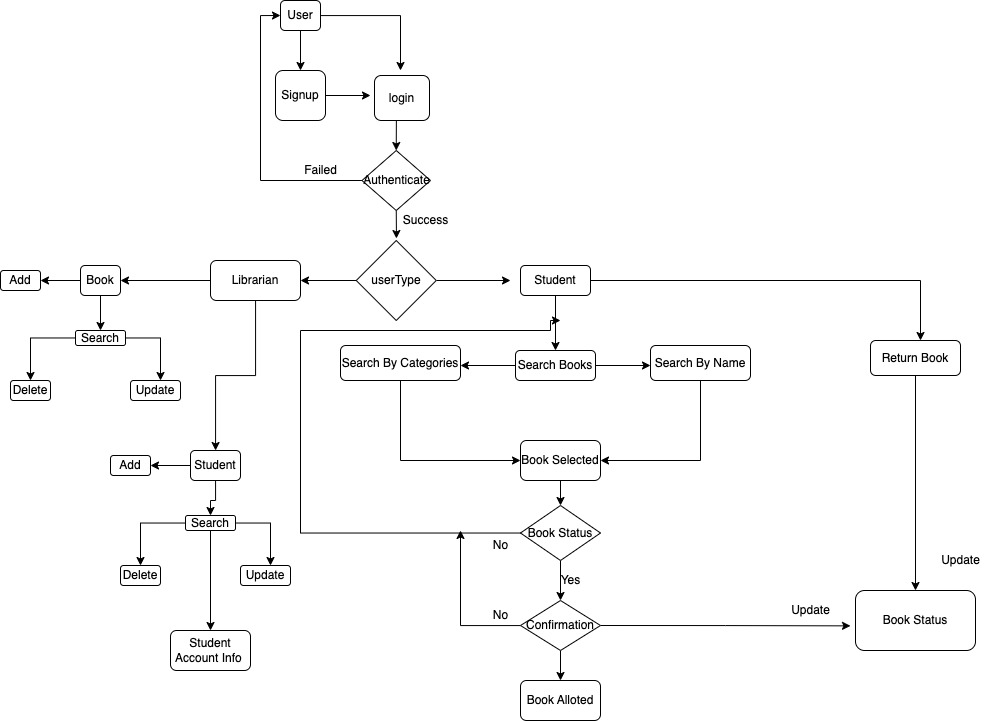 User
Signup
login
Failed
Authenticate
Success
Add
Book
Librarian
userType
Student
Search
Delete
Update
Search By Categories
Search Books
Search By Name
Return Book
Add
Student
Book Selected
Search
Delete
Update
Student
Account Info
Book Status
No
Yes
No
Confirmation
Update
Update
Book Status
Book Alloted